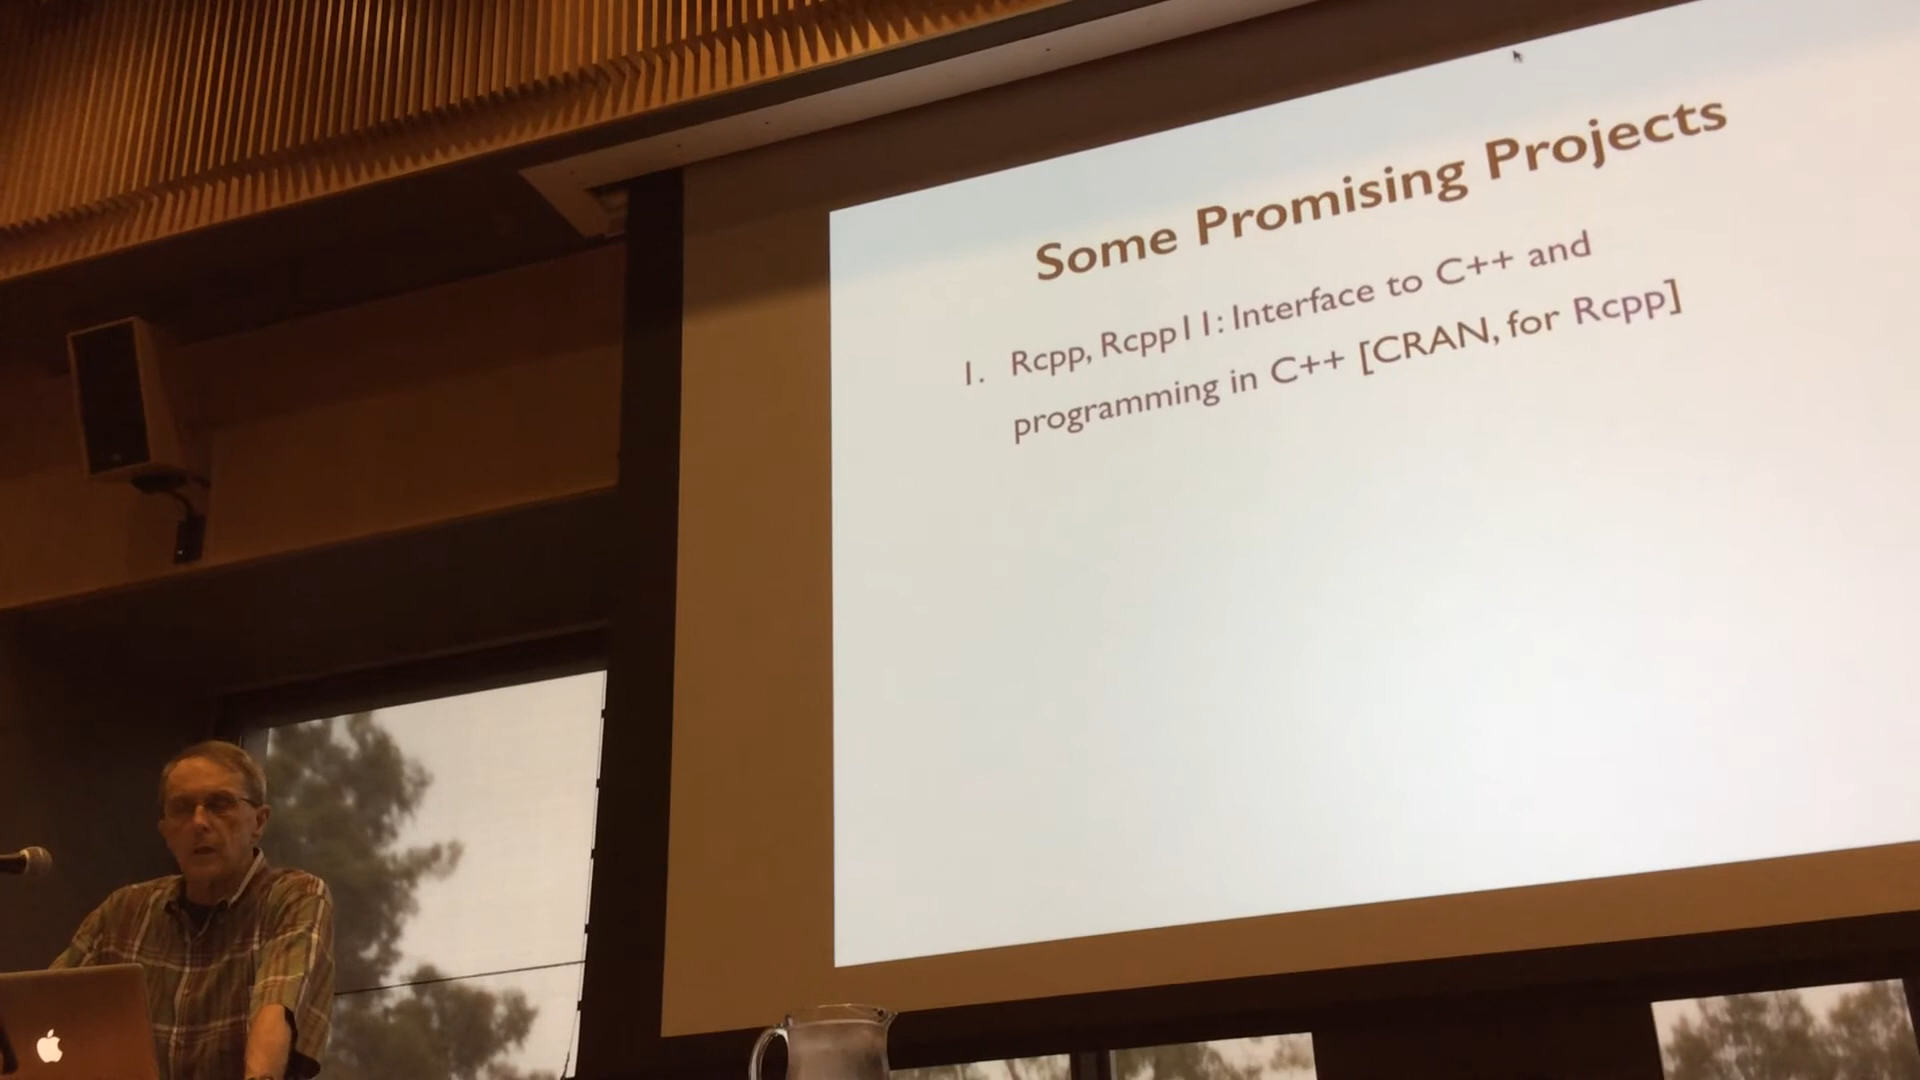 Some Promising Projects
1. Rcpp, Rcpp11: Interface to C++ and
programming in C++ [CRAN, for Rcpp]